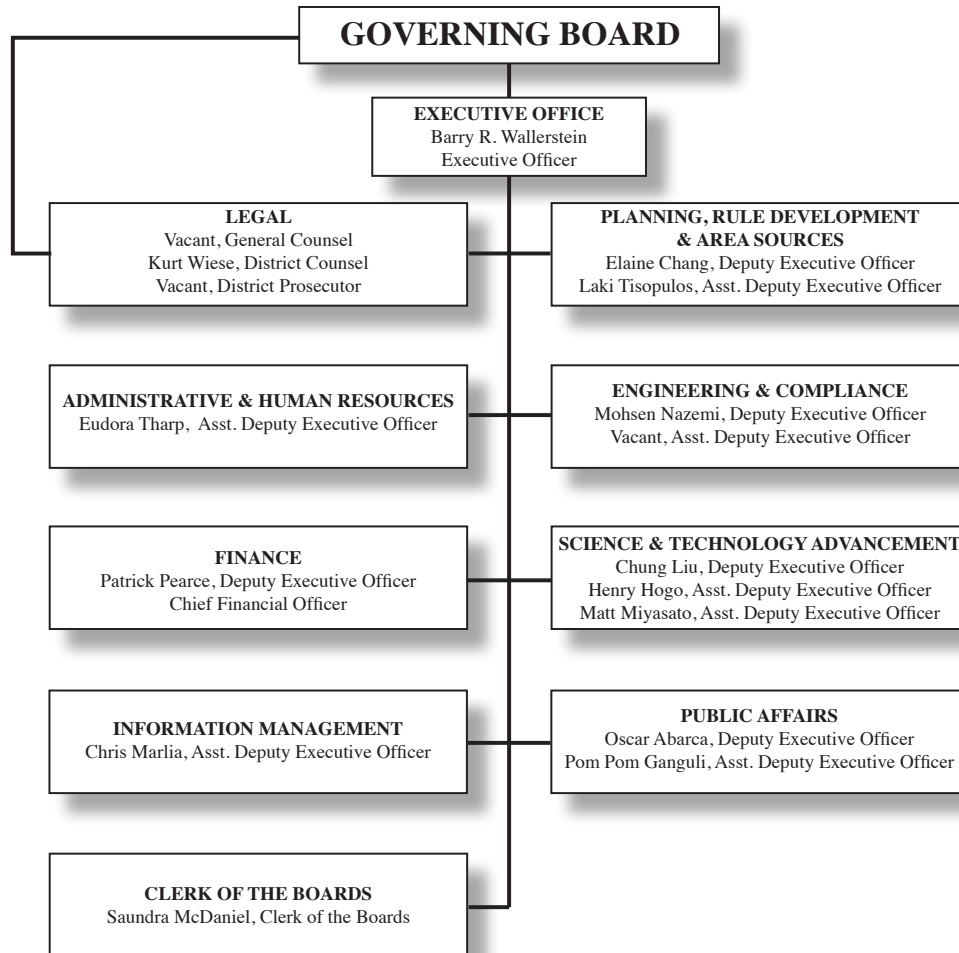 GOVERNING BOARD
EXECUTIVE OFFICE
Barry R. Wallerstein
Executive Officer
LEGAL
Vacant, General Counsel
Kurt Wiese, District Counsel
Vacant, District Prosecutor
PLANNING, RULE DEVELOPMENT
& AREA SOURCES
Elaine Chang, Deputy Executive Officer
Laki Tisopulos, Asst. Deputy Executive Officer
ADMINISTRATIVE & HUMAN RESOURCES
Eudora Tharp, Asst. Deputy Executive Officer
ENGINEERING & COMPLIANCE
Mohsen Nazemi, Deputy Executive Officer
Vacant, Asst. Deputy Executive Officer
FINANCE
Patrick Pearce, Deputy Executive Officer
Chief Financial Officer
SCIENCE & TECHNOLOGY ADVANCEMENT
Chung Liu, Deputy Executive Officer
Henry Hogo, Asst. Deputy Executive Officer
Matt Miyasato, Asst. Deputy Executive Officer
INFORMATION MANAGEMENT
Chris Marlia, Asst. Deputy Executive Officer
PUBLIC AFFAIRS
Oscar Abarca, Deputy Executive Officer
Pom Pom Ganguli, Asst. Deputy Executive Officer
CLERK OF THE BOARDS
Saundra McDaniel, Clerk of the Boards